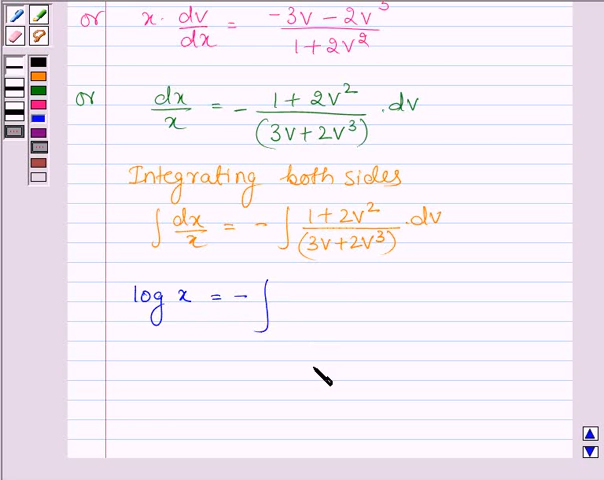 or x · dv/dx = -3v - 2v³ / 1 + 2v²
or dx/x = - 1 + 2v² / (3v + 2v³) . dv
Integrating both sides
∫ dx/x = - ∫ 1 + 2v² / (3v + 2v³) . dv
log x = - ∫